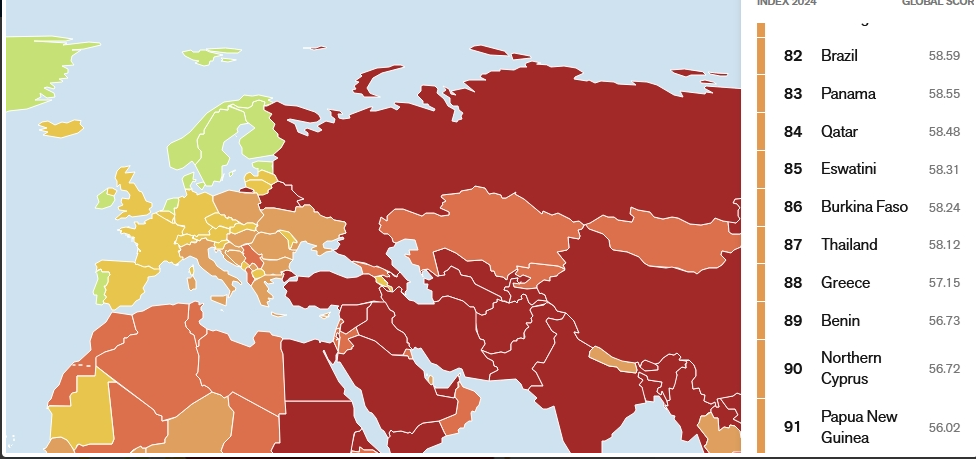 INDEX 2024 GLOBAL SCOR
82 Brazil 58.59
83 Panama 58.55
84 Qatar 58.48
85 Eswatini 58.31
86 Burkina Faso 58.24
87 Thailand 58.12
88 Greece 57.15
89 Benin 56.73
90 Northern Cyprus 56.72
91 Papua New Guinea 56.02